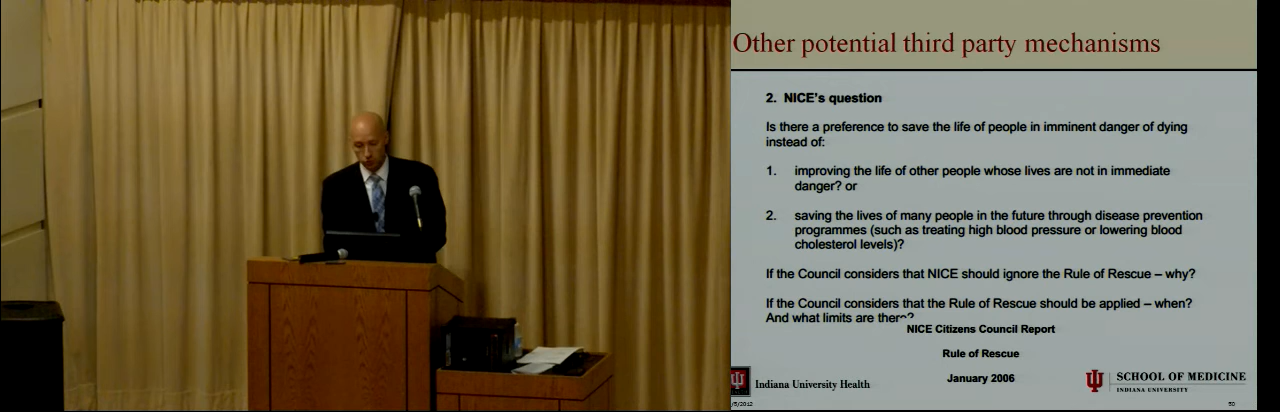 Other potential third party mechanisms
2. NICE's question
Is there a preference to save the life of people in imminent danger of dying
instead of:
1. improving the life of other people whose lives are not in immediate
danger? or
2. saving the lives of many people in the future through disease prevention
programmes (such as treating high blood pressure or lowering blood
cholesterol levels)?
If the Council considers that NICE should ignore the Rule of Rescue – why?
If the Council considers that the Rule of Rescue should be applied – when?
And what limits are there?
NICE Citizens Council Report
Rule of Rescue
January 2006
Indiana University Health
SCHOOL OF MEDICINE
INDIANA UNIVERSITY
/5/2012
50